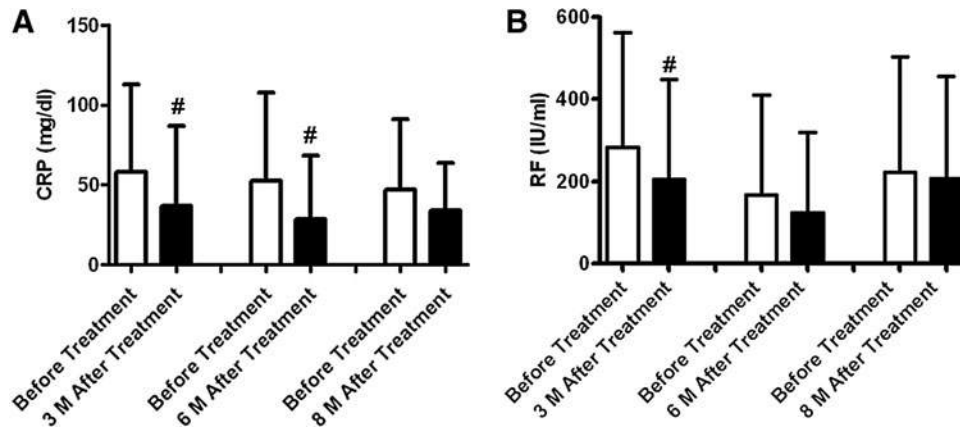 A
CRP (mg/dl)
150
100
50
0
#
#
Before Treatment
3 M After Treatment
Before Treatment
6 M After Treatment
Before Treatment
8 M After Treatment
B
RF (IU/ml)
600
400
200
0
#
Before Treatment
3 M After Treatment
Before Treatment
6 M After Treatment
Before Treatment
8 M After Treatment